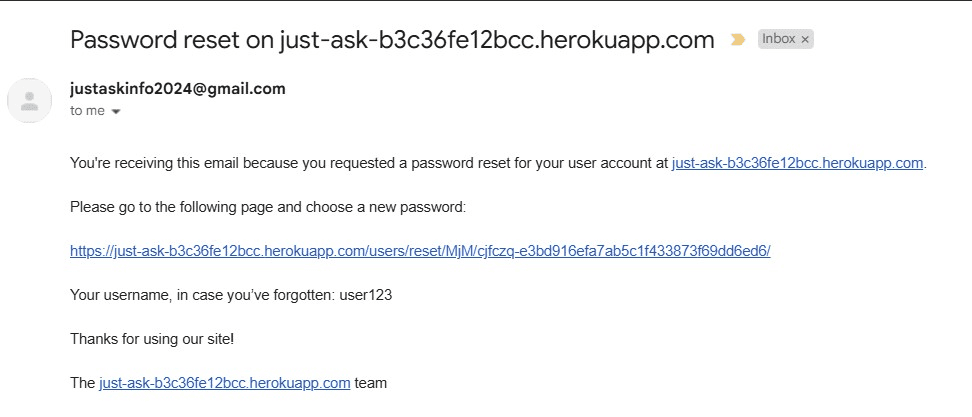 Password reset on just-ask-b3c36fe12bcc.herokuapp.com Inbox ×
justaskinfo2024@gmail.com
to me
You're receiving this email because you requested a password reset for your user account at just-ask-b3c36fe12bcc.herokuapp.com.
Please go to the following page and choose a new password:
https://just-ask-b3c36fe12bcc.herokuapp.com/users/reset/MjM/cjfczq-e3bd916efa7ab5c1f433873f69dd6ed6/
Your username, in case you’ve forgotten: user123
Thanks for using our site!
The just-ask-b3c36fe12bcc.herokuapp.com team